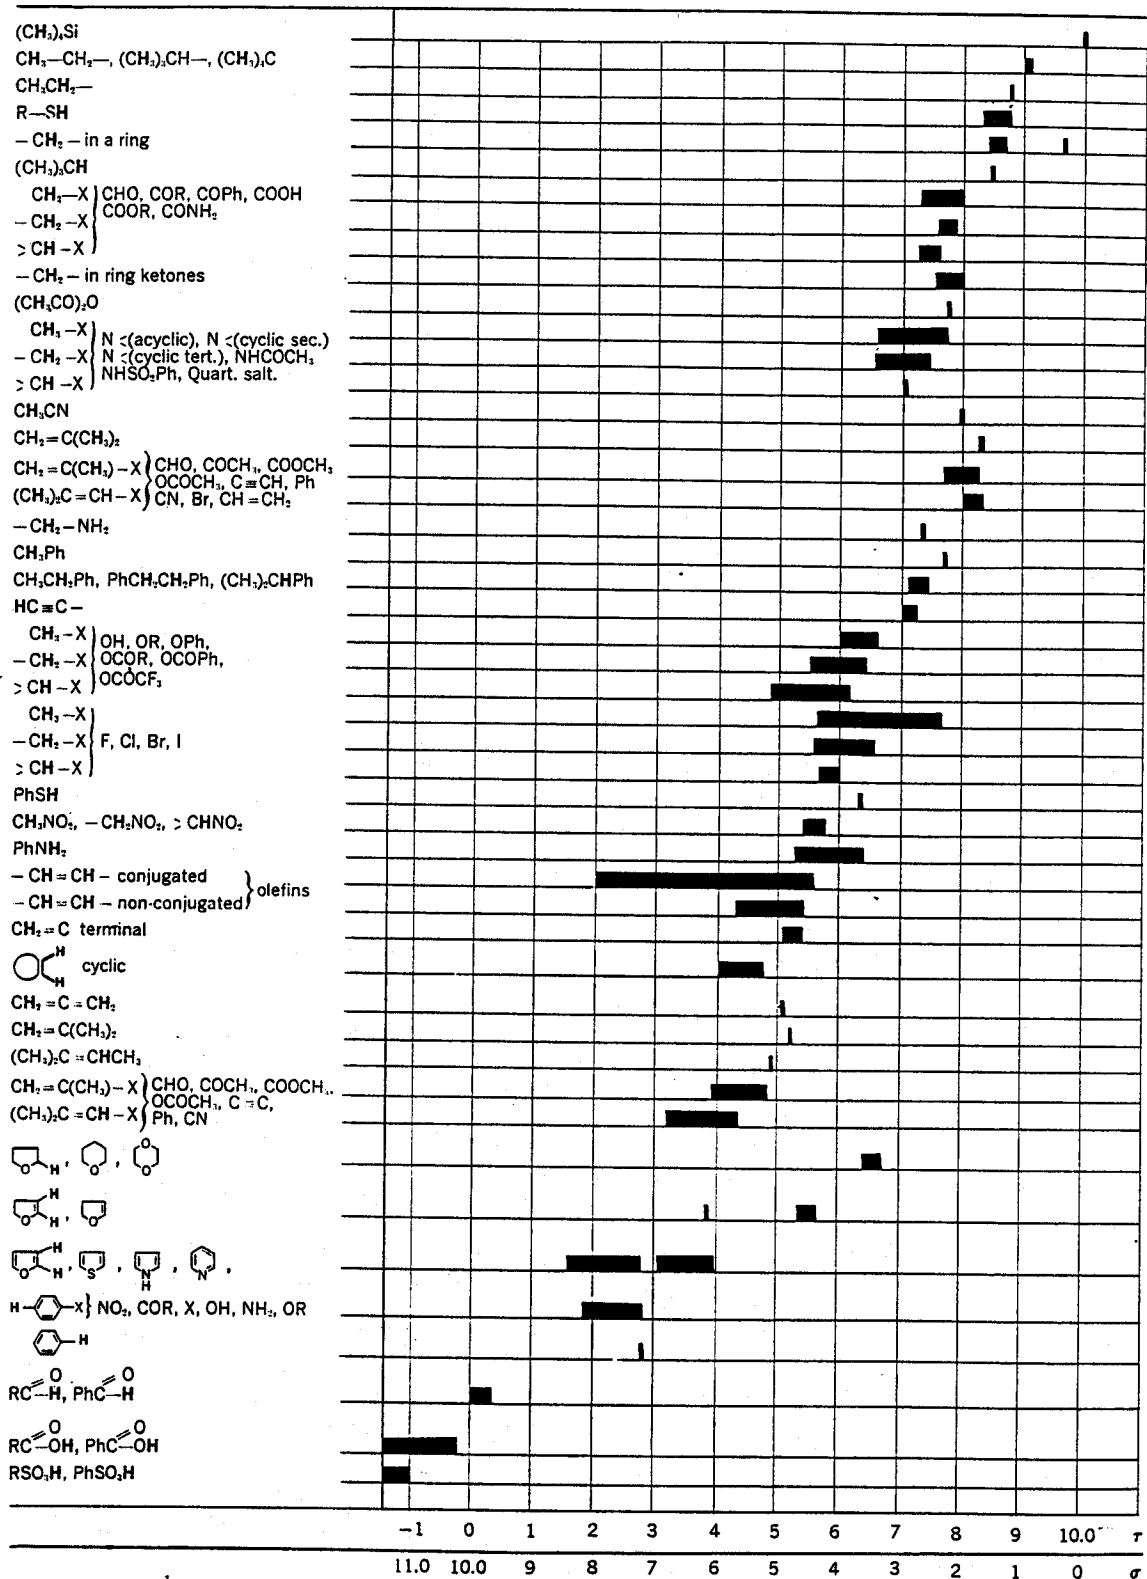 (CH₃)₄Si
CH₃—CH₂—, (CH₃)₂CH—, (CH₃)₄C
CH₃CH₂—
R—SH
—CH₂— in a ring
(CH₃)₃CH
CH₃—X
—CH₂—X
>CH—X
CHO, COR, COPh, COOH
COOR, CONH₂
—CH₂— in ring ketones
(CH₃CO)₂O
CH₃—X
—CH₂—X
>CH—X
N<(acyclic), N<(cyclic sec.)
N<(cyclic tert.), NHCOCH₃
NHSO₂Ph, Quart. salt.
CH₃CN
CH₂=C(CH₃)₂
CH₂=C(CH₃)—X
(CH₃)₂C=CH—X
CHO, COCH₃, COOCH₃
OCOCH₃, C≡CH, Ph
CN, Br, CH=CH₂
—CH₂—NH₂
CH₃Ph
CH₃CH₂Ph, PhCH₂CH₂Ph, (CH₃)₂CHPh
HC≡C—
CH₃—X
—CH₂—X
>CH—X
OH, OR, OPh,
OCOR, OCOPh,
OCOCF₃
CH₃—X
—CH₂—X
>CH—X
F, Cl, Br, I
PhSH
CH₃NO₂, —CH₂NO₂, >CHNO₂
PhNH₂
—CH=CH— conjugated
—CH=CH— non-conjugated
olefins
CH₂=C terminal
H
H
cyclic
CH₂=C=CH₂
CH₂=C(CH₃)₂
(CH₃)₂C=CHCH₃
CH₂=C(CH₃)—X
(CH₃)₂C=CH—X
CHO, COCH₃, COOCH₃,
OCOCH₃, C=C,
Ph, CN
O H, O, O O
O H H, O
O H H, S, N H, N,
H—X} NO₂, COR, X, OH, NH₂, OR
H
RC=O—H, PhC=O—H
RC=O—OH, PhC=O—OH
RSO₃H, PhSO₃H
−1 0 1 2 3 4 5 6 7 8 9 10.0 τ
11.0 10.0 9 8 7 6 5 4 3 2 1 0 σ